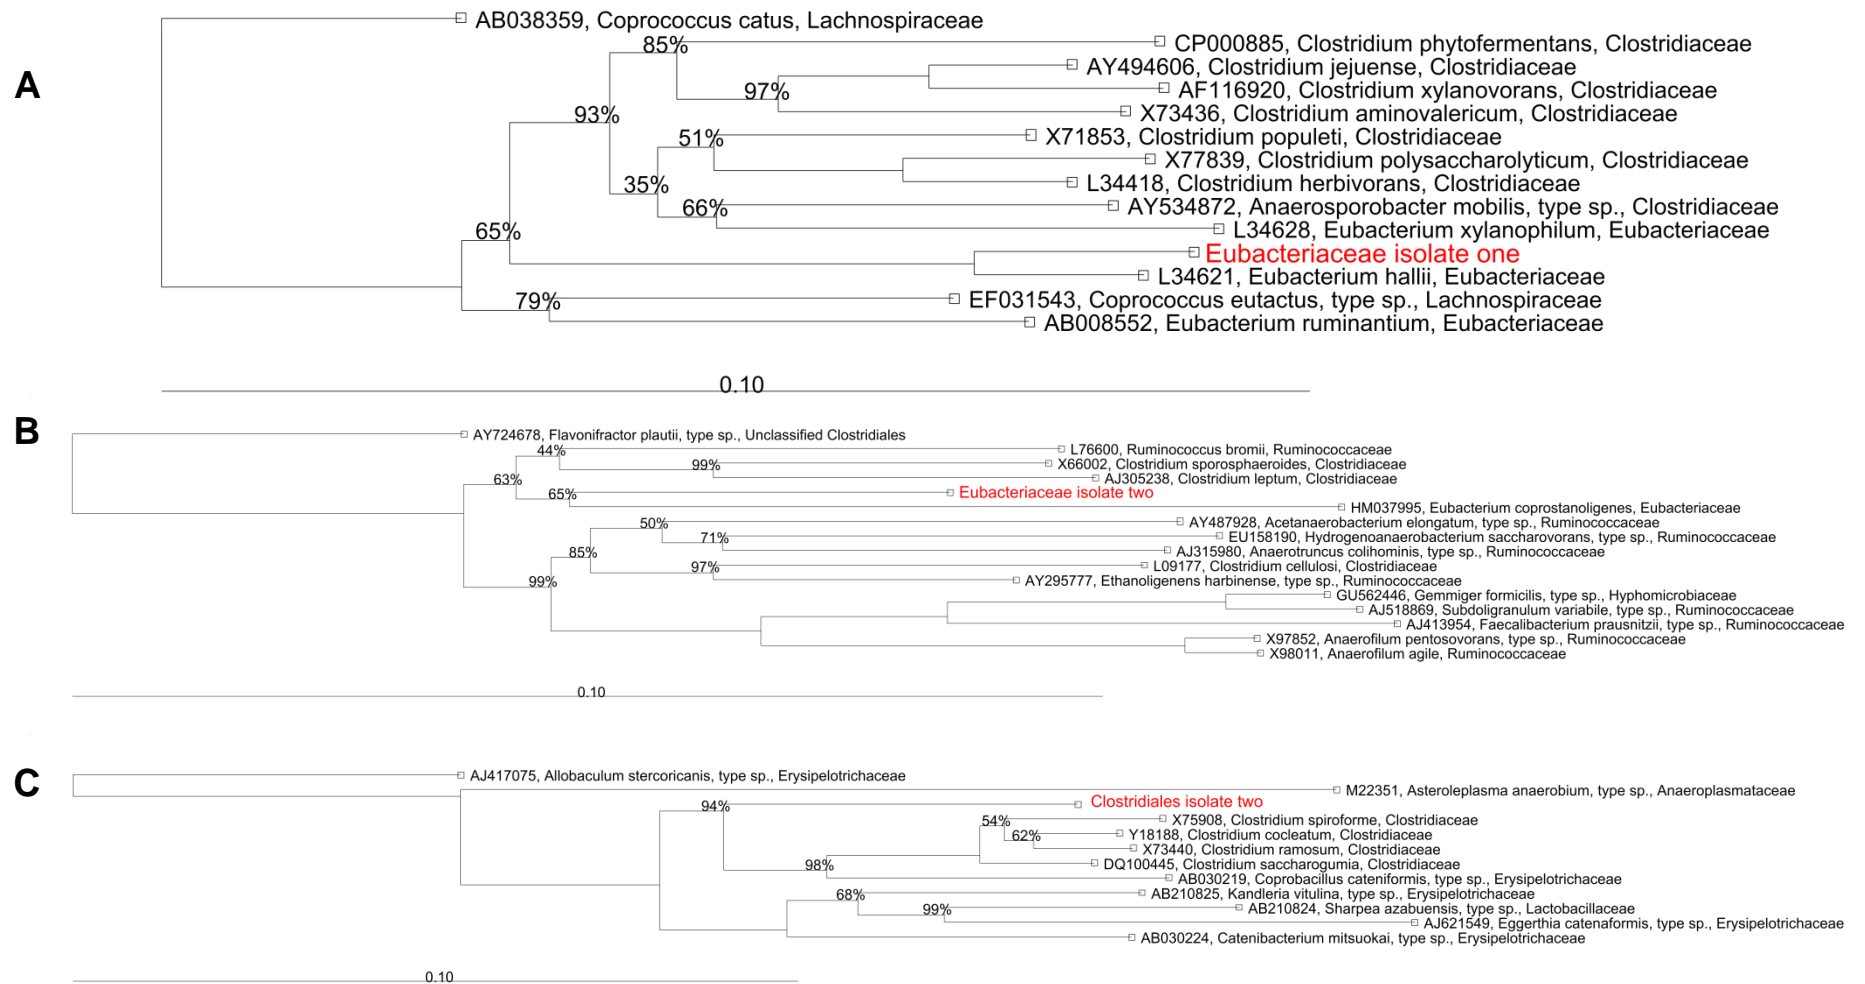 A
AB038359, Coprococcus catus, Lachnospiraceae
85%
CP000885, Clostridium phytofermentans, Clostridiaceae
AY494606, Clostridium jejuense, Clostridiaceae
97%
AF116920, Clostridium xylanovorans, Clostridiaceae
93%
X73436, Clostridium aminovalericum, Clostridiaceae
51%
X71853, Clostridium populeti, Clostridiaceae
X77839, Clostridium polysaccharolyticum, Clostridiaceae
35%
L34418, Clostridium herbivorans, Clostridiaceae
66%
AY534872, Anaerosporobacter mobilis, type sp., Clostridiaceae
65%
L34628, Eubacterium xylanophilum, Eubacteriaceae
Eubacteriaceae isolate one
L34621, Eubacterium hallii, Eubacteriaceae
79%
EF031543, Coprococcus eutactus, type sp., Lachnospiraceae
AB008552, Eubacterium ruminantium, Eubacteriaceae
0.10
B
AY724678, Flavonifractor plautii, type sp., Unclassified Clostridiales
44%
L76600, Ruminococcus bromii, Ruminococcaceae
99%
X66002, Clostridium sporosphaeroides, Clostridiaceae
63%
AJ305238, Clostridium leptum, Clostridiaceae
65%
Eubacteriaceae isolate two
HM037995, Eubacterium coprostanoligenes, Eubacteriaceae
50%
AY487928, Acetanaerobacterium elongatum, type sp., Ruminococcaceae
71%
EU158190, Hydrogenoanaerobacterium saccharovorans, type sp., Ruminococcaceae
85%
AJ315980, Anaerotruncus colihominis, type sp., Ruminococcaceae
97%
L09177, Clostridium cellulosi, Clostridiaceae
99%
AY295777, Ethanoligenens harbinense, type sp., Ruminococcaceae
GU562446, Gemmiger formicilis, type sp., Hyphomicrobiaceae
AJ518869, Subdoligranulum variabile, type sp., Ruminococcaceae
AJ413954, Faecalibacterium prausnitzii, type sp., Ruminococcaceae
X97852, Anaerofilum pentosovorans, type sp., Ruminococcaceae
X98011, Anaerofilum agile, Ruminococcaceae
0.10
C
AJ417075, Allobaculum stercoricanis, type sp., Erysipelotrichaceae
M22351, Asteroleplasma anaerobium, type sp., Anaeroplasmataceae
94%
Clostridiales isolate two
54%
X75908, Clostridium spiroforme, Clostridiaceae
62%
Y18188, Clostridium cocleatum, Clostridiaceae
X73440, Clostridium ramosum, Clostridiaceae
98%
DQ100445, Clostridium saccharogumia, Clostridiaceae
AB030219, Coprobacillus cateniformis, type sp., Erysipelotrichaceae
68%
AB210825, Kandleria vitulina, type sp., Erysipelotrichaceae
99%
AB210824, Sharpea azabuensis, type sp., Lactobacillaceae
AJ621549, Eggerthia catenaformis, type sp., Erysipelotrichaceae
AB030224, Catenibacterium mitsuokai, type sp., Erysipelotrichaceae
0.10